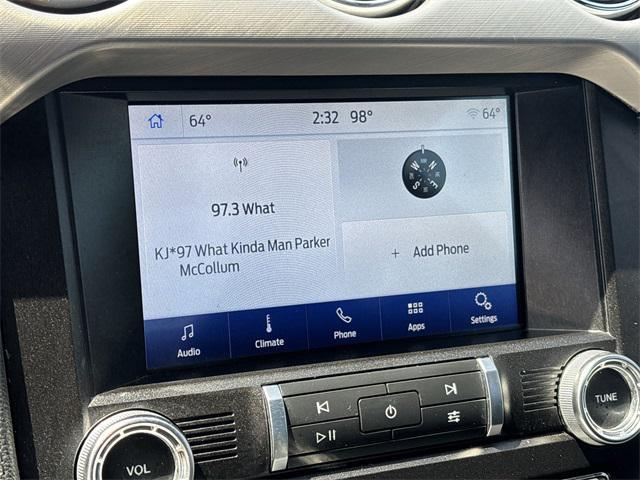 64°
2:32 98°
64°
97.3 What
KJ*97 What Kinda Man Parker
McCollum
N
W
E
S
+ Add Phone
Audio
Climate
Phone
Apps
Settings
VOL
TUNE